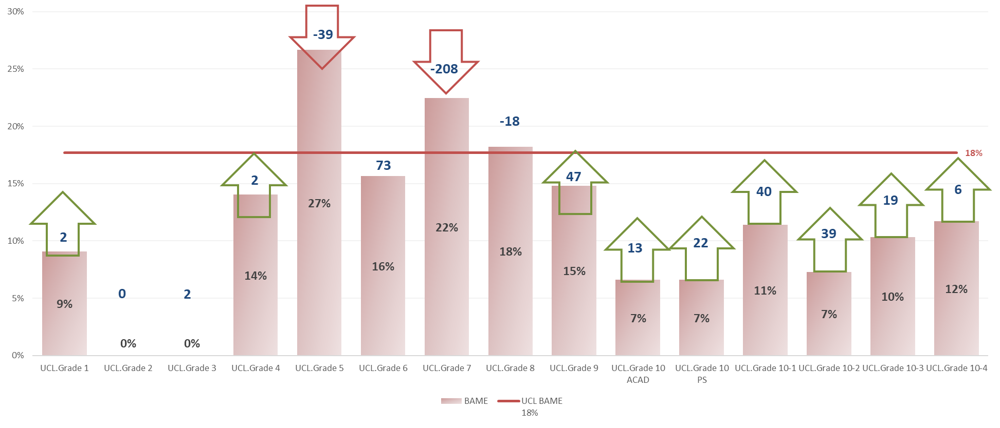 30%
25%
20%
15%
10%
5%
0%
-39
-208
-18
73
2
2
0
2
47
13
22
40
39
19
6
18%
9%
0%
0%
14%
27%
16%
22%
18%
15%
7%
7%
11%
7%
10%
12%
UCL.Grade 1
UCL.Grade 2
UCL.Grade 3
UCL.Grade 4
UCL.Grade 5
UCL.Grade 6
UCL.Grade 7
UCL.Grade 8
UCL.Grade 9
UCL.Grade 10
ACAD
UCL.Grade 10
PS
UCL.Grade 10-1
UCL.Grade 10-2
UCL.Grade 10-3
UCL.Grade 10-4
BAME
UCL BAME
18%